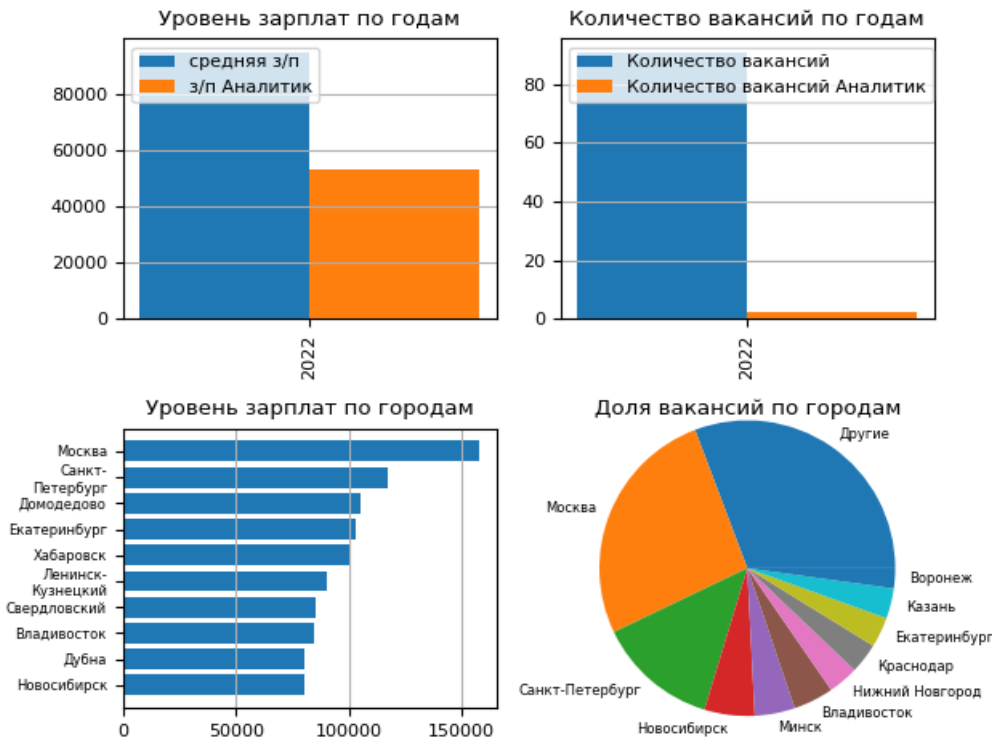 Уровень зарплат по годам
средняя з/п
з/п Аналитик
80000
60000
40000
20000
0
2022
Количество вакансий по годам
Количество вакансий
Количество вакансий Аналитик
80
60
40
20
0
2022
Уровень зарплат по городам
Москва
Санкт-
Петербург
Домодедово
Екатеринбург
Хабаровск
Ленинск-
Кузнецкий
Свердловский
Владивосток
Дубна
Новосибирск
0
50000
100000
150000
Доля вакансий по городам
Другие
Москва
Санкт-Петербург
Новосибирск
Минск
Владивосток
Нижний Новгород
Краснодар
Екатеринбург
Казань
Воронеж